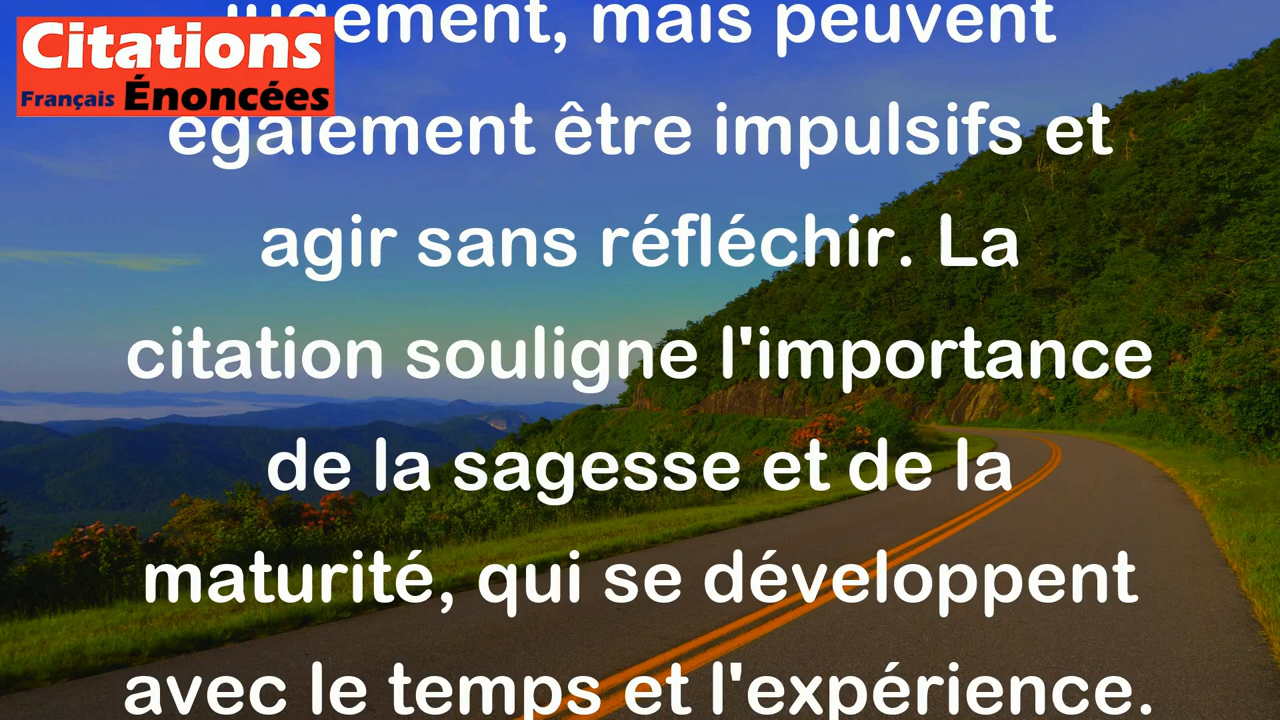 Citations
Français Énoncées
jugement, mais peuvent
également être impulsifs et
agir sans réfléchir. La
citation souligne l'importance
de la sagesse et de la
maturité, qui se développent
avec le temps et l'expérience.